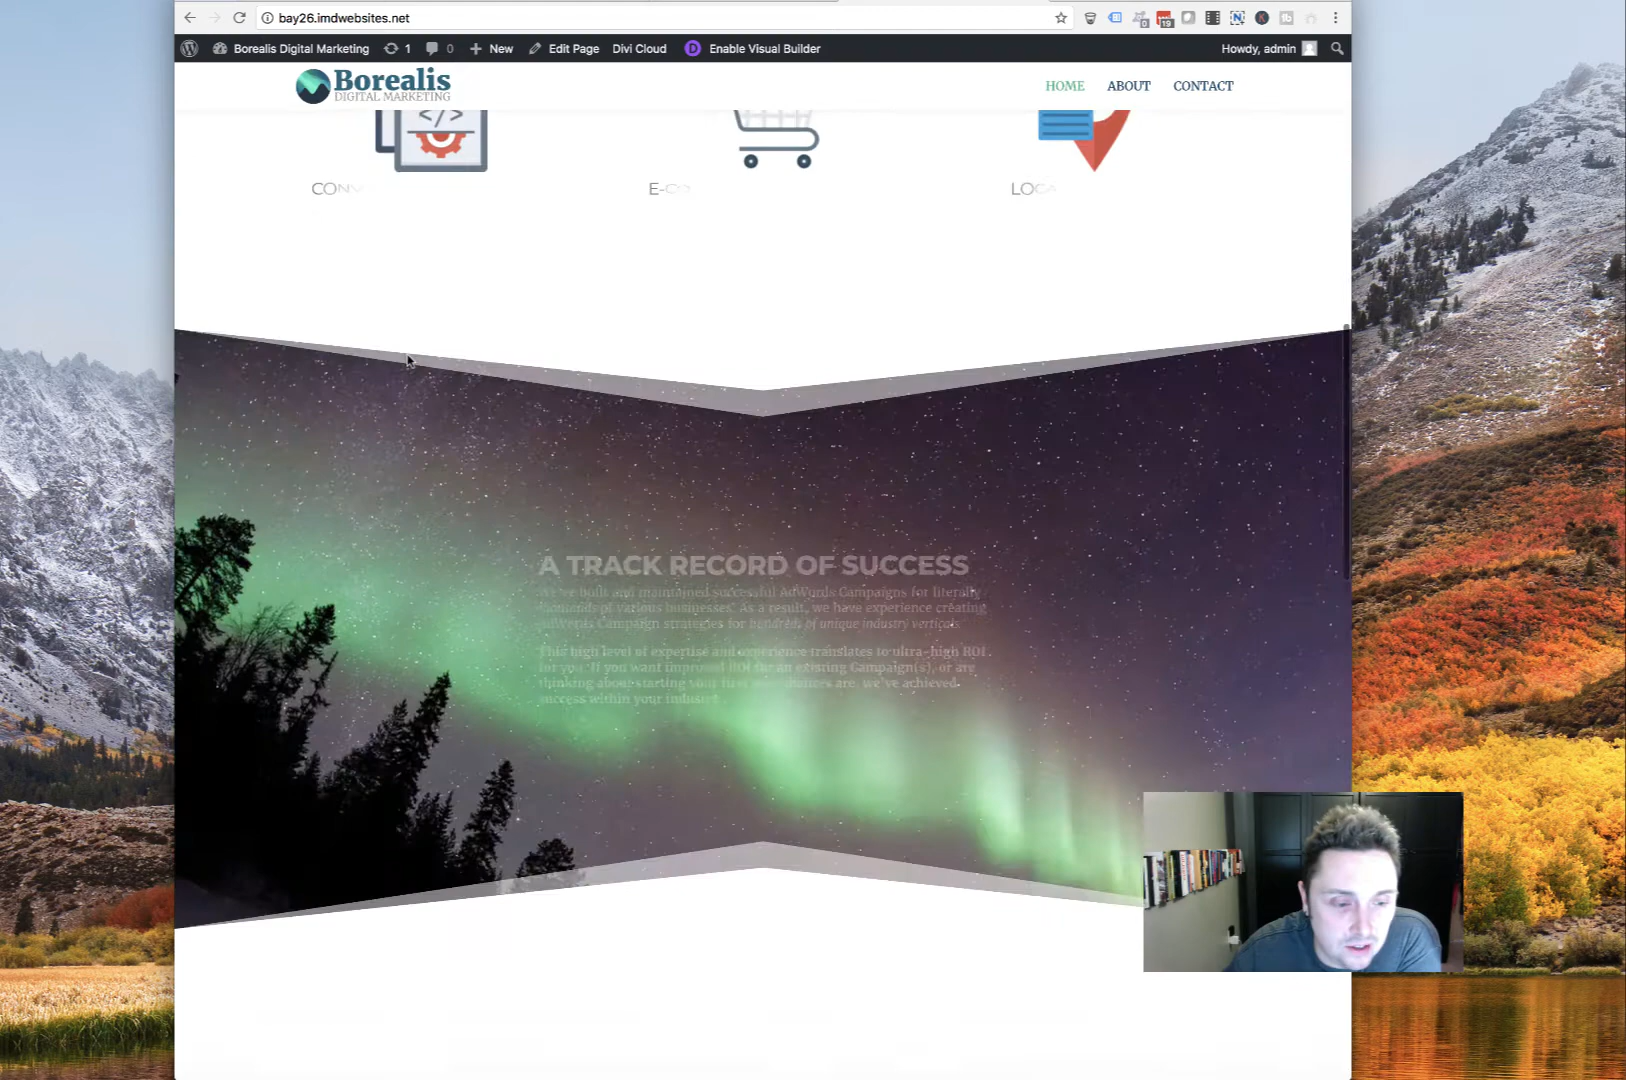 bay26.imdwebsites.net
0
19
N
K
Borealis Digital Marketing 1 0 New Edit Page Divi Cloud D Enable Visual Builder Howdy, admin
Borealis
DIGITAL MARKETING
HOME ABOUT CONTACT
</>
CONV
E-CO
LOCA
A TRACK RECORD OF SUCCESS
We've built and maintained successful AdWords Campaigns for literally
thousands of various businesses. As a result, we have experience creating
AdWords Campaign strategies for hundreds of unique industry verticals.
This high level of expertise and experience translates to ultra-high ROI
for you. If you want improved ROI for an existing Campaign(s), or are
thinking about starting your first chances are, we've achieved
success within your industry